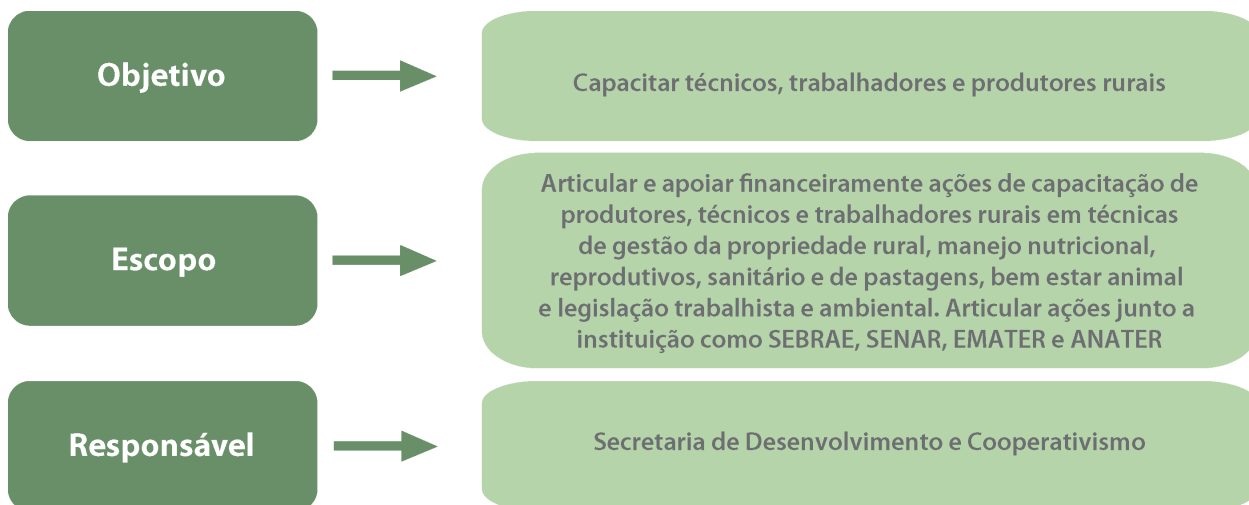 Objetivo
Capacitar técnicos, trabalhadores e produtores rurais
Escopo
Articular e apoiar financeiramente ações de capacitação de
produtores, técnicos e trabalhadores rurais em técnicas
de gestão da propriedade rural, manejo nutricional,
reprodutivos, sanitário e de pastagens, bem estar animal
e legislação trabalhista e ambiental. Articular ações junto a
instituição como SEBRAE, SENAR, EMATER e ANATER
Responsável
Secretaria de Desenvolvimento e Cooperativismo